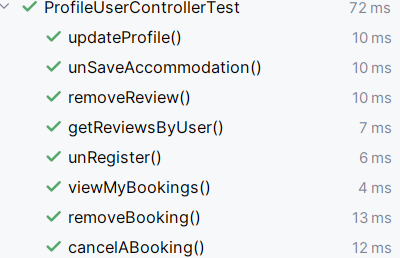 ProfileUserControllerTest 72 ms
updateProfile() 10 ms
unSaveAccommodation() 10 ms
removeReview() 10 ms
getReviewsByUser() 7 ms
unRegister() 6 ms
viewMyBookings() 4 ms
removeBooking() 13 ms
cancelABooking() 12 ms